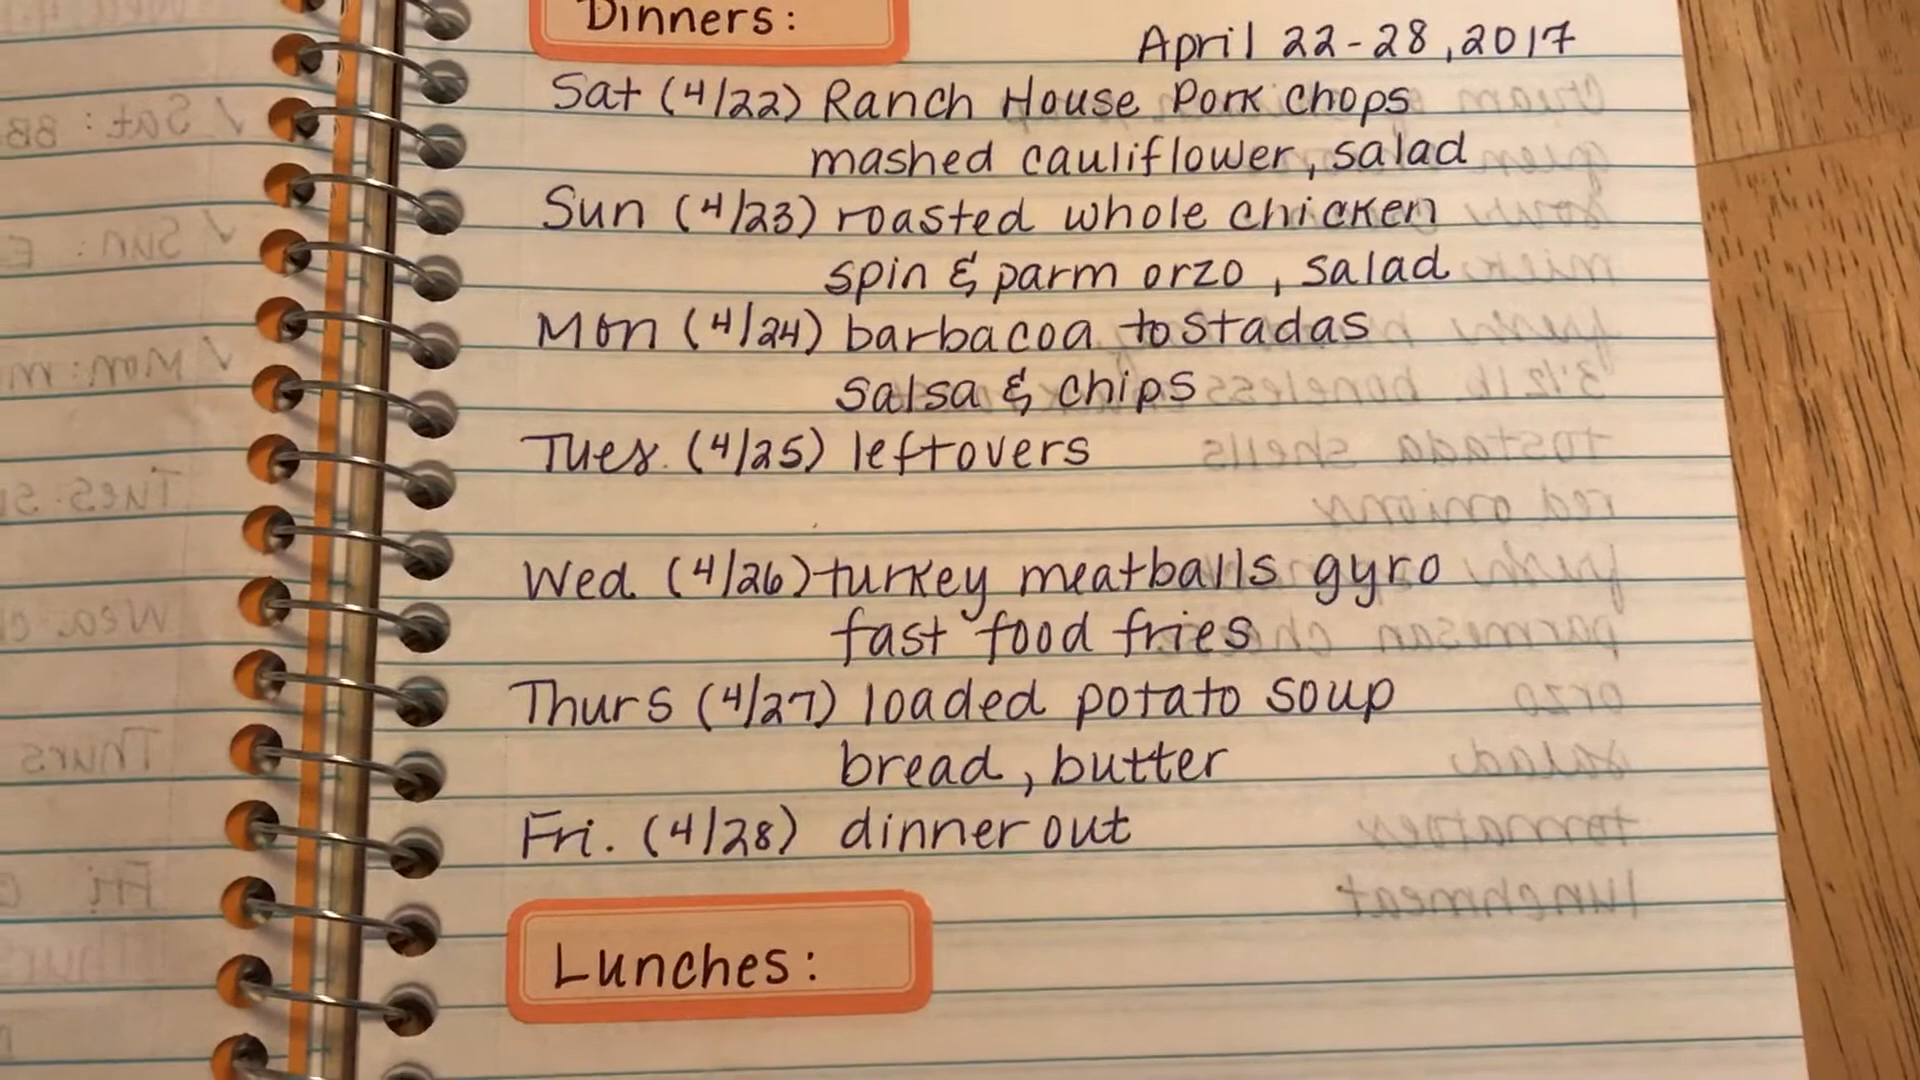 Dinners:
April 22-28, 2017
Sat (4/22) Ranch House Pork chops
mashed cauliflower, salad
Sun (4/23) roasted whole chicken
spin & parm orzo, salad
Mon (4/24) barbacoa tostadas
salsa & chips
Tues. (4/25) leftovers
Wed. (4/26) turkey meatballs gyro
fast food fries
Thurs (4/27) loaded potato soup
bread, butter
Fri. (4/28) dinner out
Lunches: